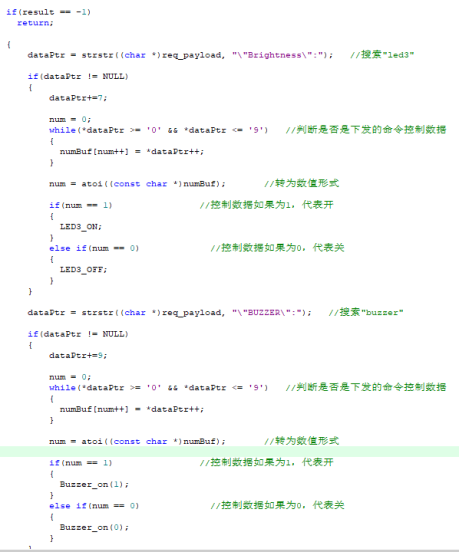 if(result == -1)
return;
{
dataPtr = strstr((char *)req_payload, "\"Brightness\":");   //搜索"led3"
if(dataPtr != NULL)
{
dataPtr+=7;
num = 0;
while(*dataPtr >= '0' && *dataPtr <= '9')   //判断是否是下发的命令控制数据
{
numBuf[num++] = *dataPtr++;
}
num = atoi((const char *)numBuf);   //转为数值形式
if(num == 1)   //控制数据如果为1，代表开
{
LED3_ON;
}
else if(num == 0)   //控制数据如果为0，代表关
{
LED3_OFF;
}
}
dataPtr = strstr((char *)req_payload, "\"BUZZER\":");   //搜索"buzzer"
if(dataPtr != NULL)
{
dataPtr+=9;
num = 0;
while(*dataPtr >= '0' && *dataPtr <= '9')   //判断是否是下发的命令控制数据
{
numBuf[num++] = *dataPtr++;
}
num = atoi((const char *)numBuf);   //转为数值形式
if(num == 1)   //控制数据如果为1，代表开
{
Buzzer_on(1);
}
else if(num == 0)   //控制数据如果为0，代表关
{
Buzzer_on(0);
}
}